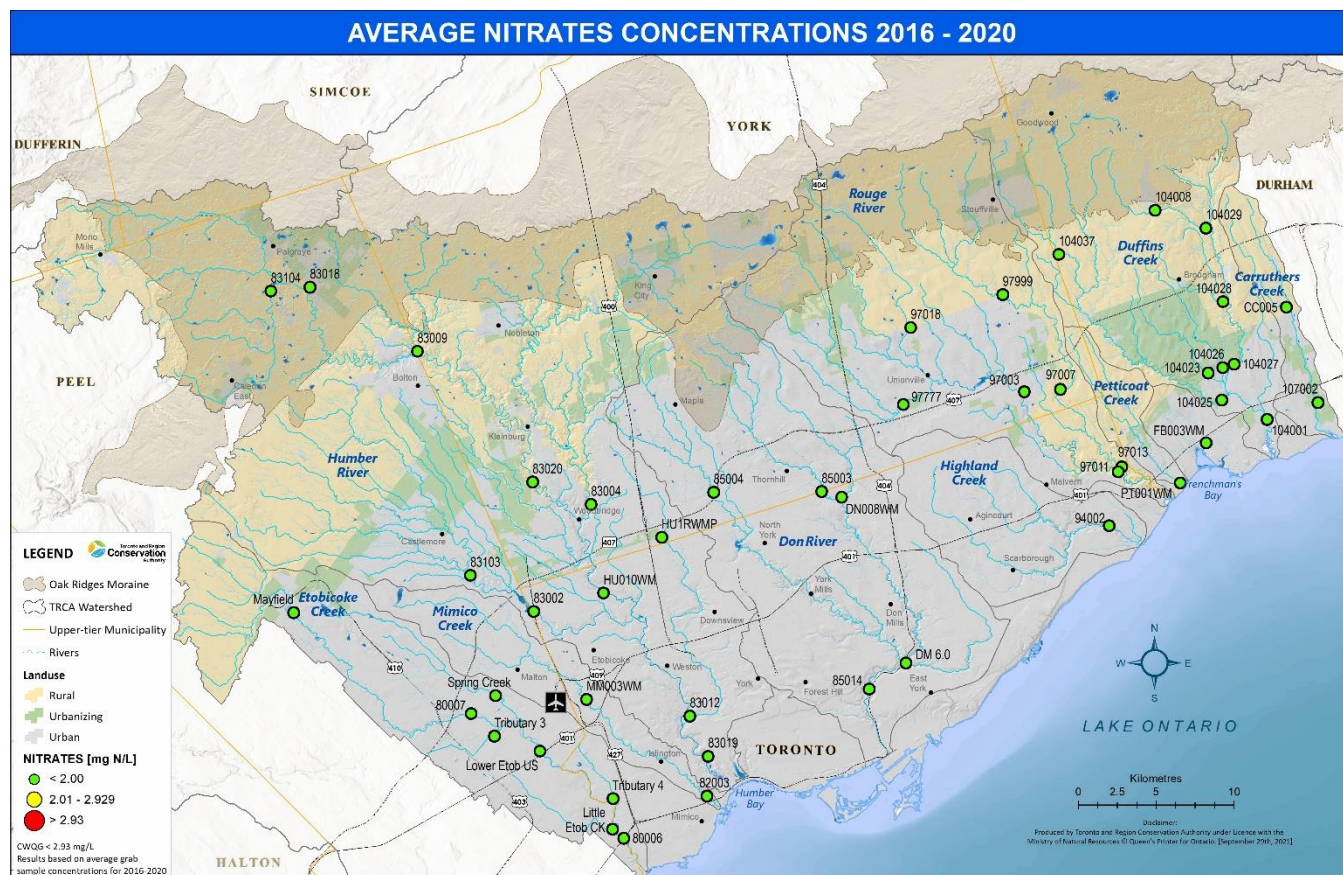 AVERAGE NITRATES CONCENTRATIONS 2016 - 2020
SIMCOE
DUFFERIN
YORK
Goodwood
404
Rouge
River
DURHAM
Stouffville
104008
104029
Mono
Mills
Palgrave
104037
Duffins
Creek
83104
83018
King
City
Brougham
Carruthers
Creek
104028
97999
CC005
400
Nobleton
83009
97018
PEEL
Bolton
Caledon
East
Unionville
104026
104023
104027
97003
97007
Maple
97777
407
Petticoat
Creek
104025
107002
104001
Kleinburg
FB003WM
Humber
River
97013
97011
83020
85004
Thornhill
85003
404
Highland
Creek
Malvern
401
PT001WM
Frenchman's
Bay
83004
Woodbridge
DN008WM
94002
HU1RWMP
North
York
Agincourt
Don River
401
407
Castlemore
Scarborough
83103
HU010WM
York
Mills
Mayfield
Etobicoke
Creek
Mimico
Creek
83002
Downsview
Don
Mills
N
W
E
S
410
Etobicoke
Weston
409
DM 6.0
Malton
Spring Creek
MM003WM
York
Forest Hill
85014
East
York
80007
83012
Tributary 3
401
427
Islington
83019
TORONTO
LAKE ONTARIO
Lower Etob US
403
Tributary 4
82003
Humber
Bay
Little
Etob CK
Mimico
80006
HALTON
LEGEND
Toronto and Region
Conservation
Authority
Oak Ridges Moraine
TRCA Watershed
Upper-tier Municipality
Rivers
Landuse
Rural
Urbanizing
Urban
NITRATES [mg N/L]
< 2.00
2.01 - 2.929
> 2.93
CWQG < 2.93 mg/L
Results based on average grab
sample concentrations for 2016-2020
Kilometres
0 2.5 5 10
Disclaimer:
Produced by Toronto and Region Conservation Authority under Licence with the
Ministry of Natural Resources © Queen's Printer for Ontario. [September 29th, 2021]